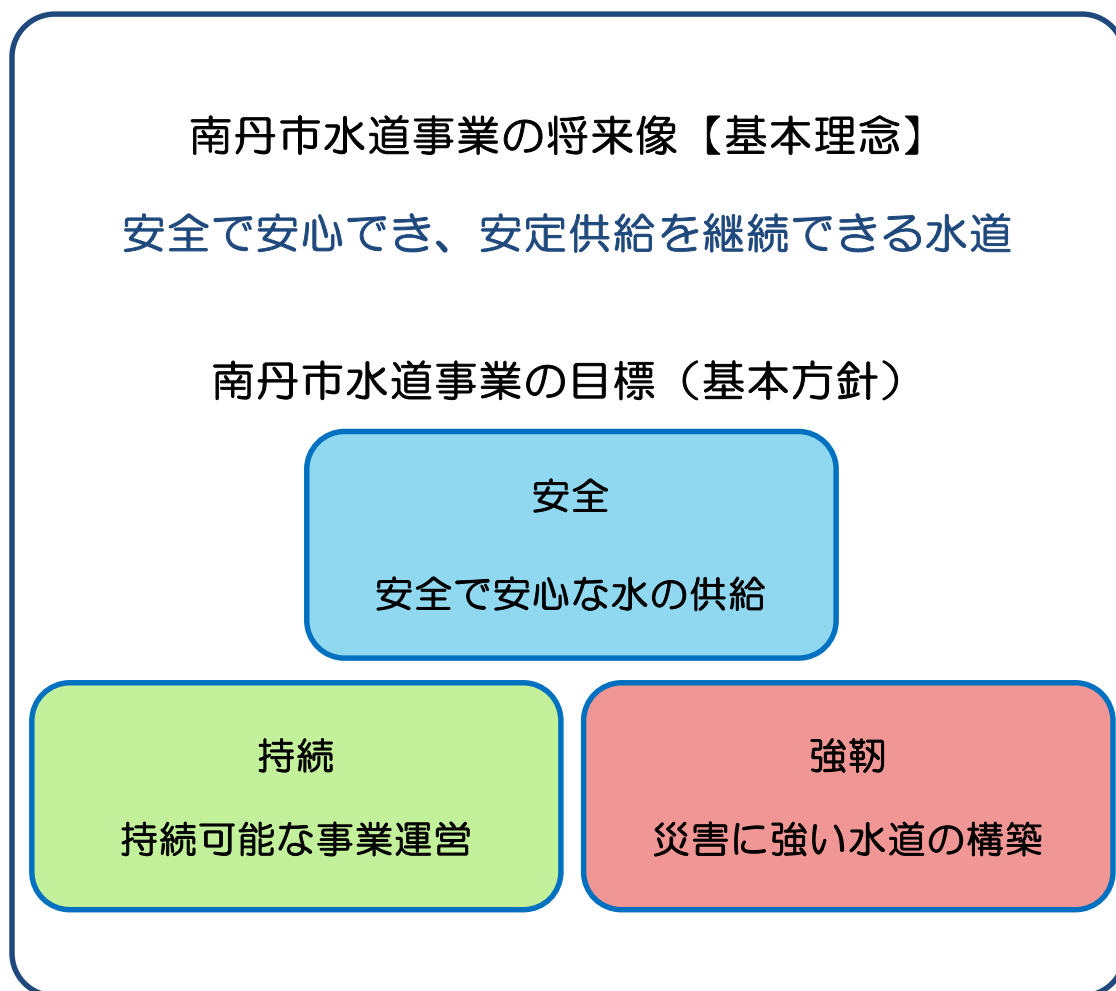 南丹市水道事業の将来像【基本理念】
安全で安心でき、安定供給を継続できる水道
南丹市水道事業の目標（基本方針）
安全
安全で安心な水の供給
持続
持続可能な事業運営
強靭
災害に強い水道の構築